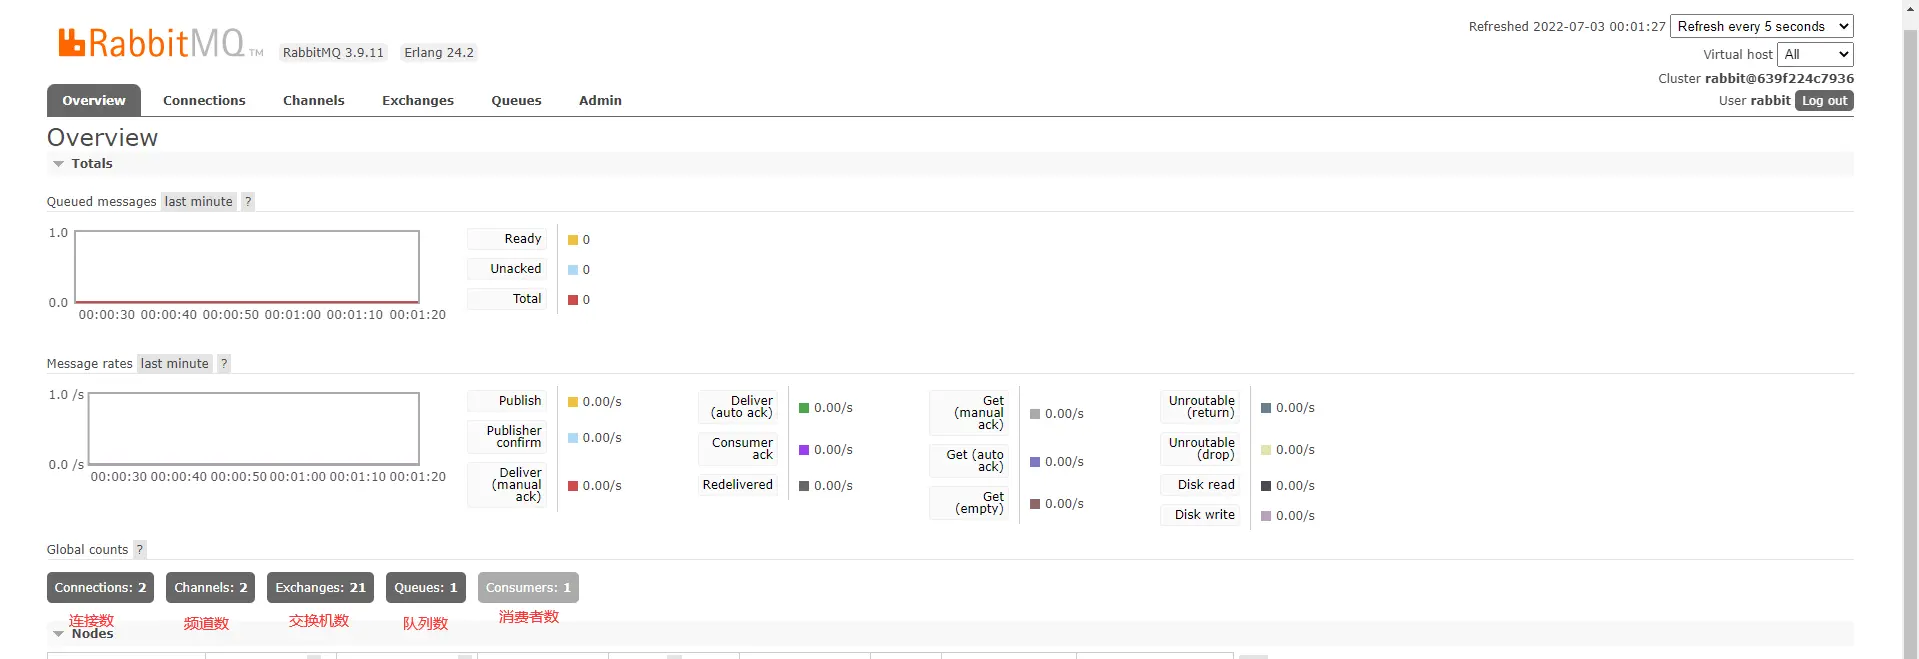 Refreshed 2022-07-03 00:01:27 Refresh every 5 seconds
RabbitMQ TM RabbitMQ 3.9.11 Erlang 24.2
Virtual host All
Cluster rabbit@639f224c7936
User rabbit Log out
Overview Connections Channels Exchanges Queues Admin
Overview
Totals
Queued messages last minute ?
1.0
0.0
00:00:30 00:00:40 00:00:50 00:01:00 00:01:10 00:01:20
Ready 0
Unacked 0
Total 0
Message rates last minute ?
1.0 /s
0.0 /s
00:00:30 00:00:40 00:00:50 00:01:00 00:01:10 00:01:20
Publish 0.00/s
Publisher
confirm 0.00/s
Deliver
(manual
ack) 0.00/s
Deliver
(auto ack) 0.00/s
Consumer
ack 0.00/s
Redelivered 0.00/s
Get
(manual
ack) 0.00/s
Get (auto
ack) 0.00/s
Get
(empty) 0.00/s
Unroutable
(return) 0.00/s
Unroutable
(drop) 0.00/s
Disk read 0.00/s
Disk write 0.00/s
Global counts ?
Connections: 2 Channels: 2 Exchanges: 21 Queues: 1 Consumers: 1
连接数 频道数 交换机数 队列数 消费者数
Nodes